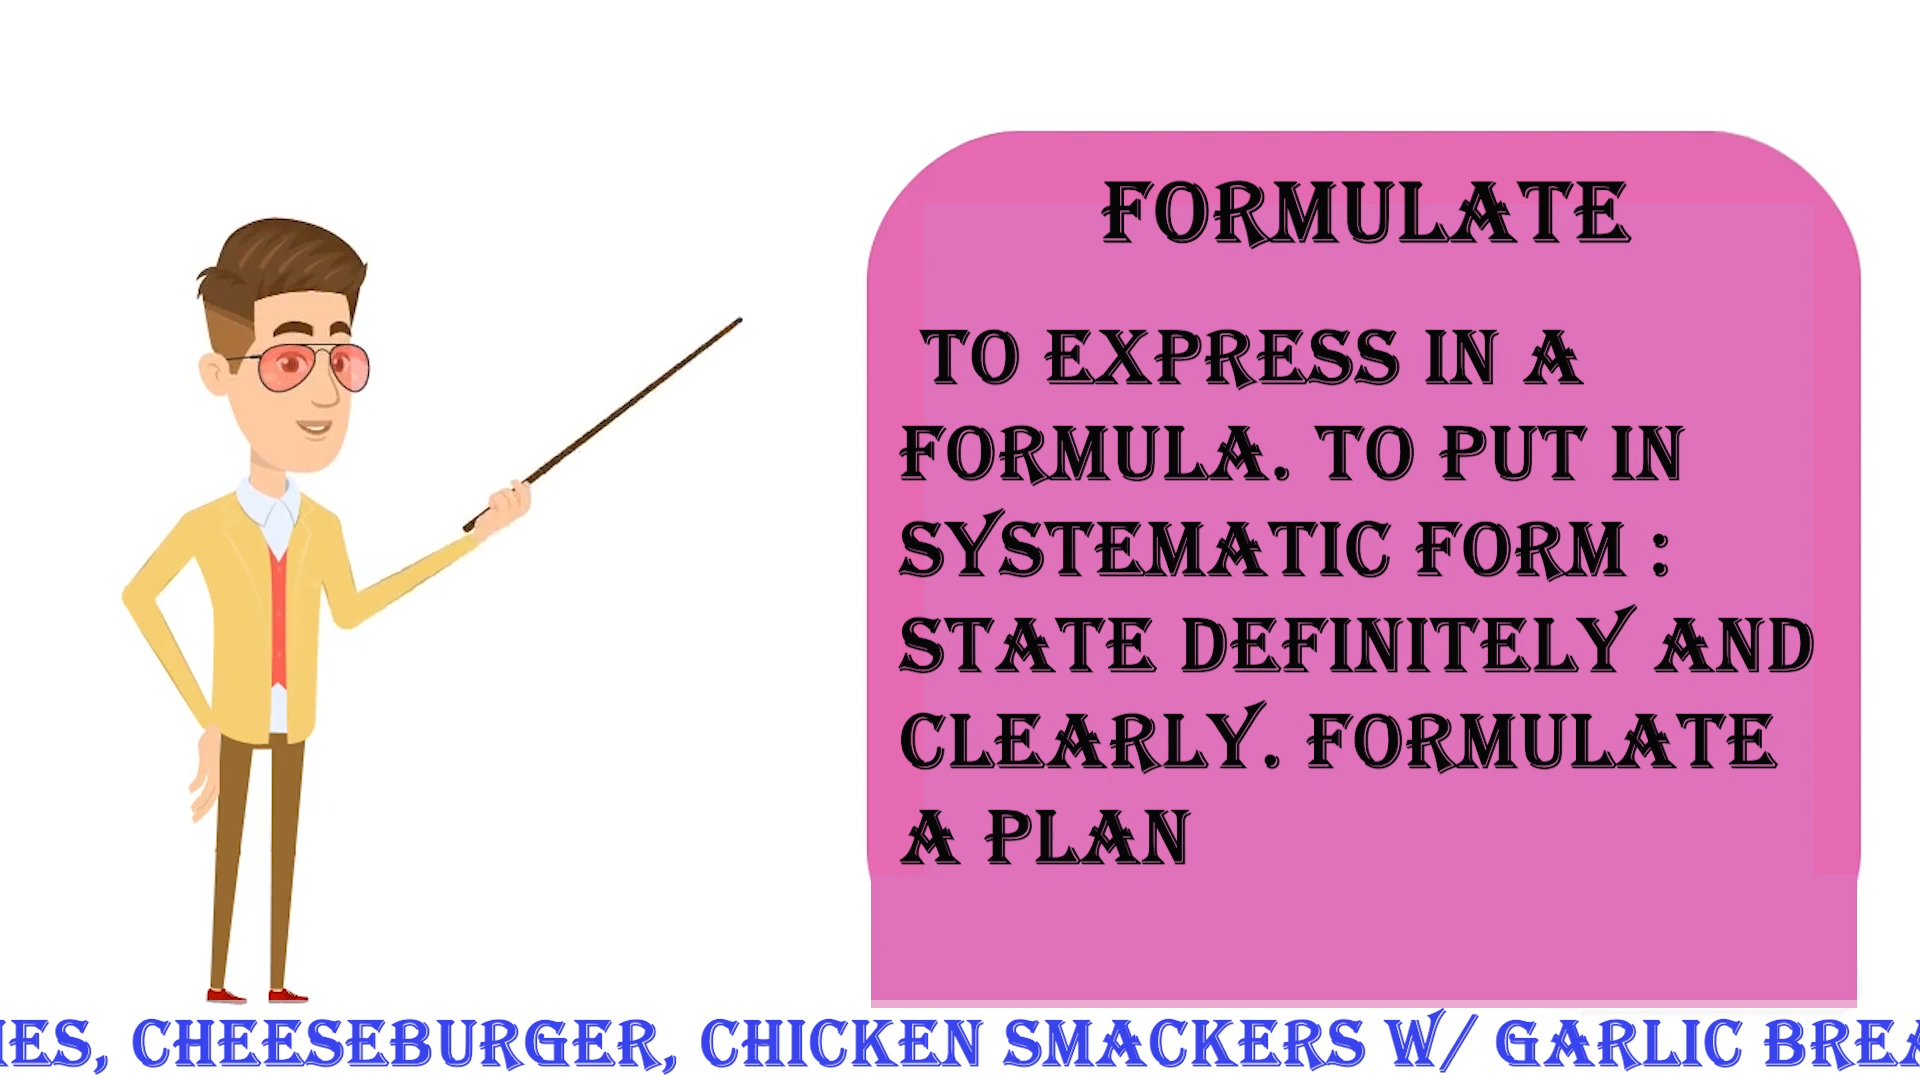 FORMULATE
TO EXPRESS IN A
FORMULA. TO PUT IN
SYSTEMATIC FORM :
STATE DEFINITELY AND
CLEARLY. FORMULATE
A PLAN
CHEESEBURGER, CHICKEN SMACKERS W/ GARLIC